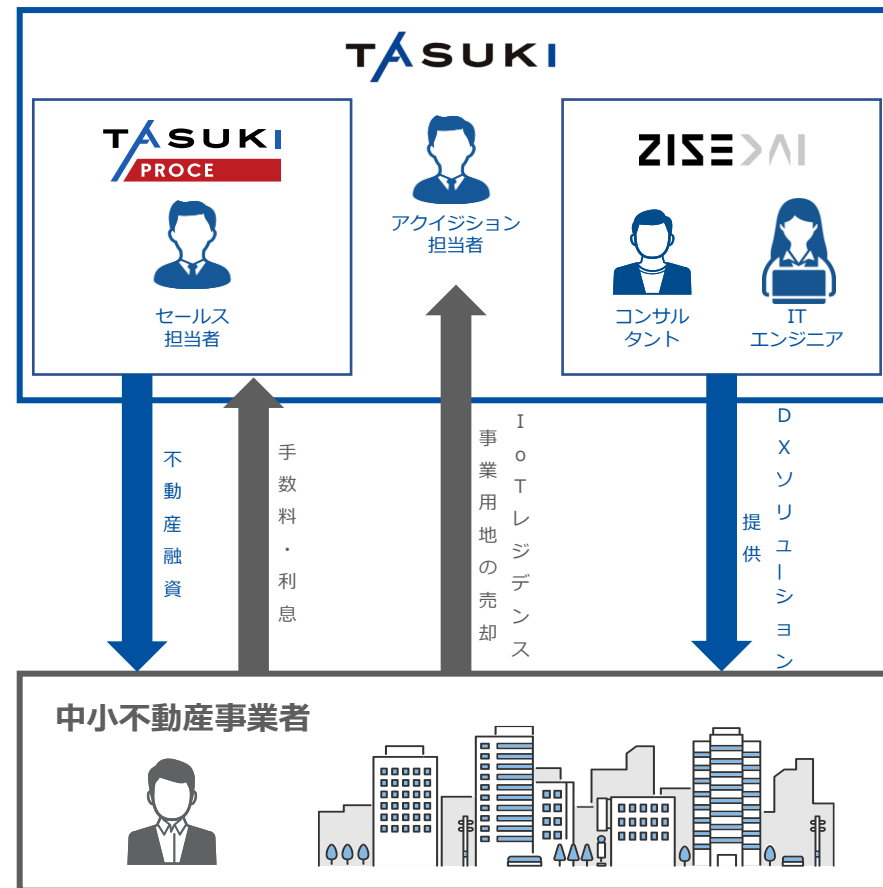 TASUKI
TASUKI
PROCE
セールス
担当者
アクイジション
担当者
ZISEDAI
コンサル
タント
IT
エンジニア
不動産融資
手数料・利息
IoTレジデンス
事業用地の売却
DXソリューション
提供
中小不動産事業者